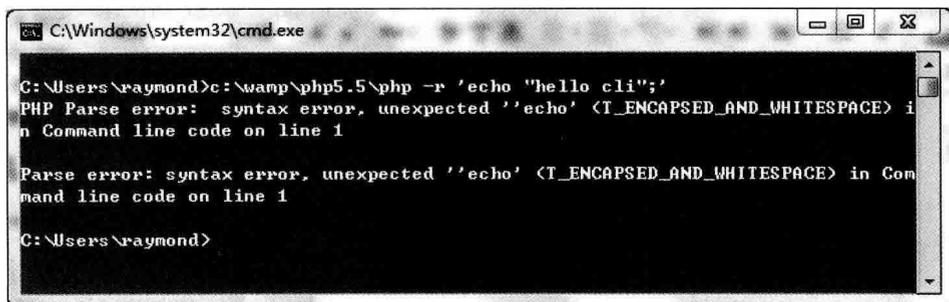 C:\Windows\system32\cmd.exe
C:\Users\raymond>c:\wamp\php5.5\php -r 'echo "hello cli";'
PHP Parse error:  syntax error, unexpected ''echo' (T_ENCAPSED_AND_WHITESPACE) i
n Command line code on line 1
Parse error: syntax error, unexpected ''echo' (T_ENCAPSED_AND_WHITESPACE) in Com
mand line code on line 1
C:\Users\raymond>